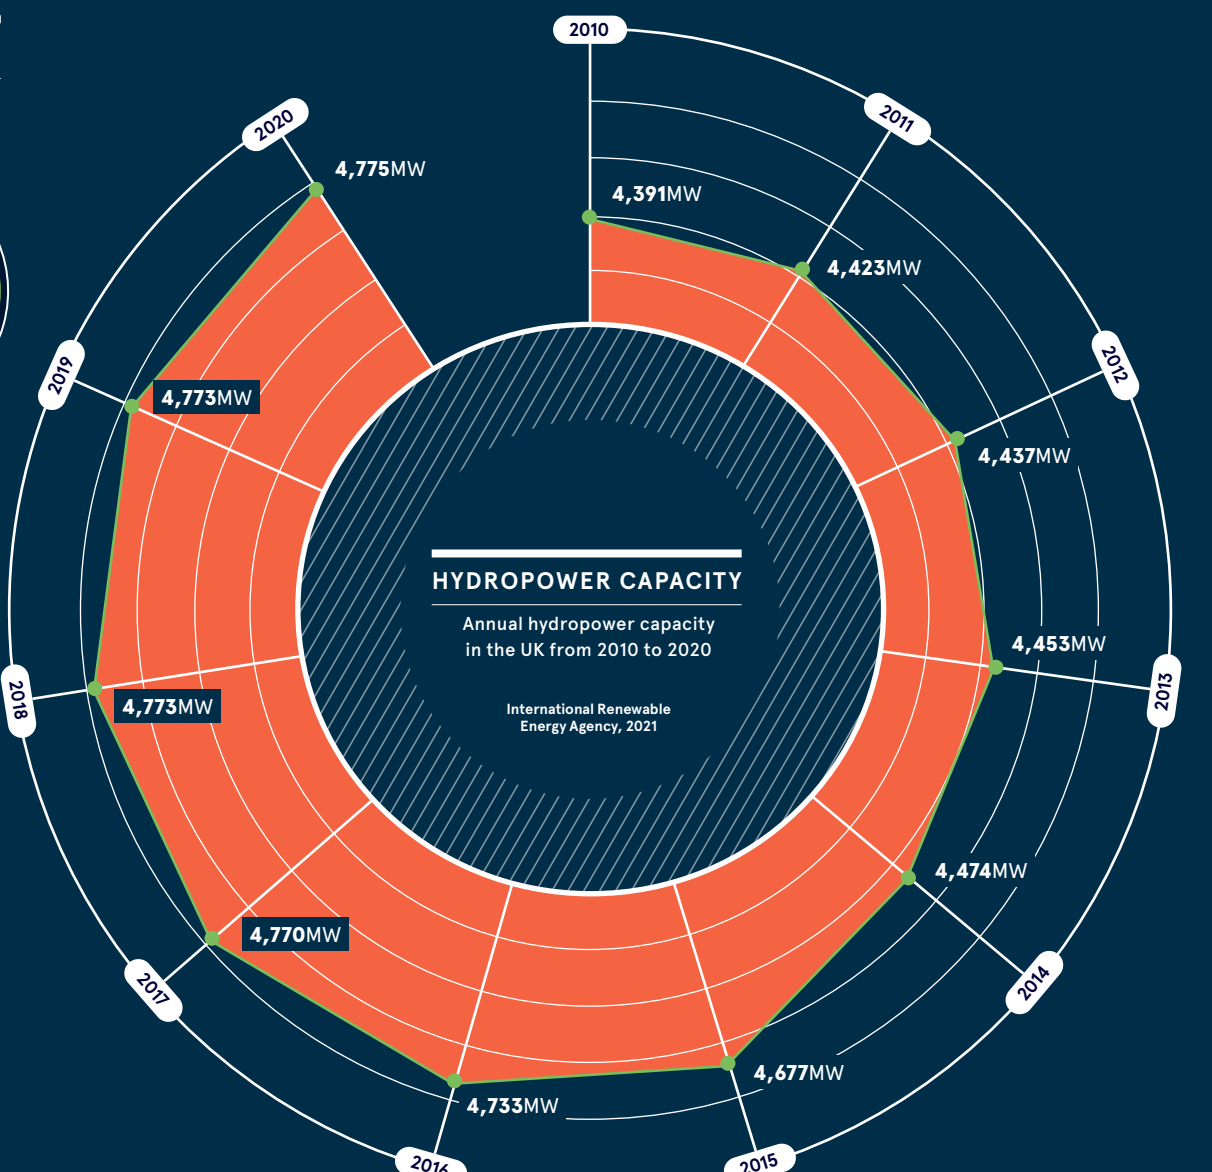 2010
4,391MW
2011
4,423MW
2012
4,437MW
2013
4,453MW
2014
4,474MW
2015
4,677MW
2016
4,733MW
2017
4,770MW
2018
4,773MW
2019
4,773MW
2020
4,775MW
HYDROPOWER CAPACITY
Annual hydropower capacity
in the UK from 2010 to 2020
International Renewable
Energy Agency, 2021